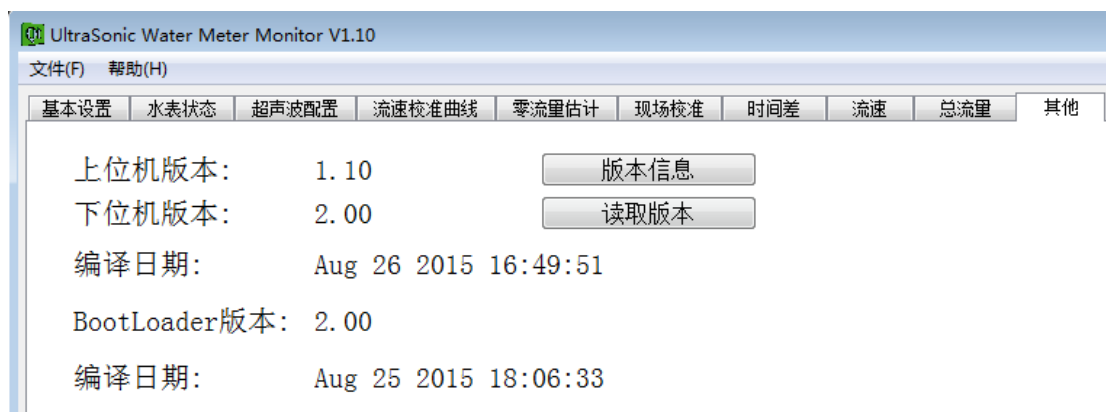 UltraSonic Water Meter Monitor V1.10
文件(F) 帮助(H)
基本设置 水表状态 超声波配置 流速校准曲线 零流量估计 现场校准 时间差 流速 总流量 其他
上位机版本: 1.10 版本信息
下位机版本: 2.00 读取版本
编译日期: Aug 26 2015 16:49:51
BootLoader版本: 2.00
编译日期: Aug 25 2015 18:06:33